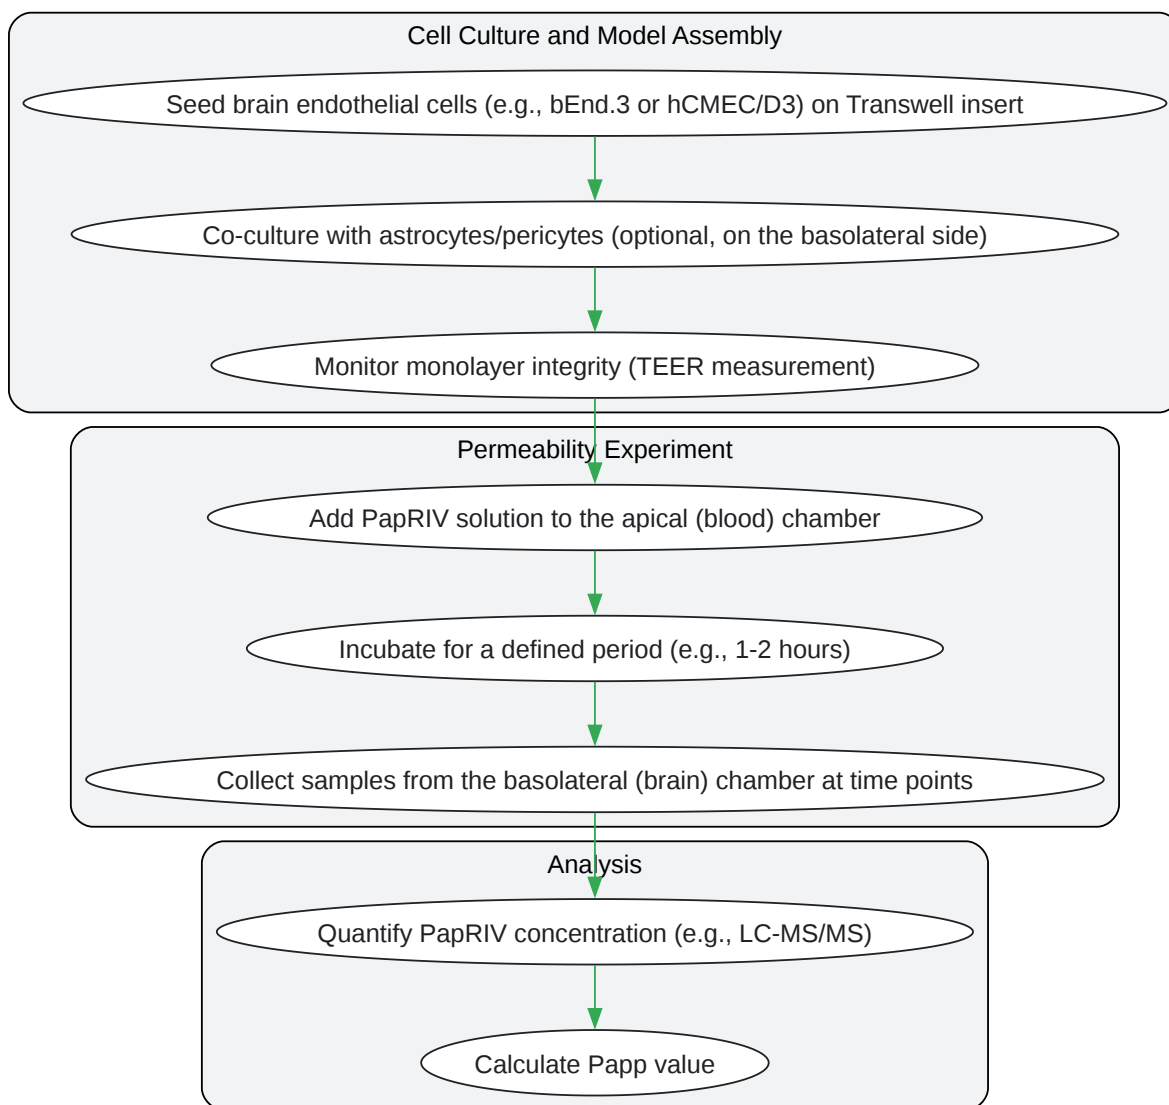 Cell Culture and Model Assembly
Seed brain endothelial cells (e.g., bEnd.3 or hCMEC/D3) on Transwell insert
Co-culture with astrocytes/pericytes (optional, on the basolateral side)
Monitor monolayer integrity (TEER measurement)
Permeability Experiment
Add PapRIV solution to the apical (blood) chamber
Incubate for a defined period (e.g., 1-2 hours)
Collect samples from the basolateral (brain) chamber at time points
Analysis
Quantify PapRIV concentration (e.g., LC-MS/MS)
Calculate Papp value